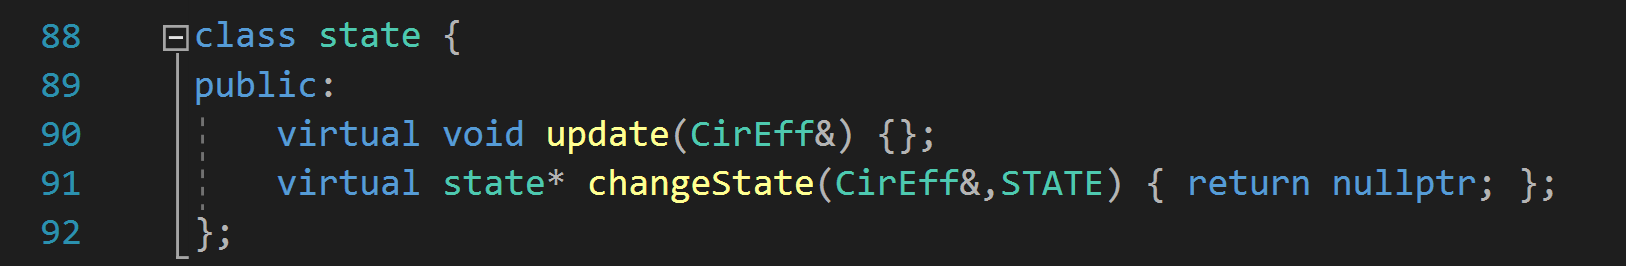 88 class state {
89 public:
90 virtual void update(CirEff&) {};
91 virtual state* changeState(CirEff&,STATE) { return nullptr; };
92 };